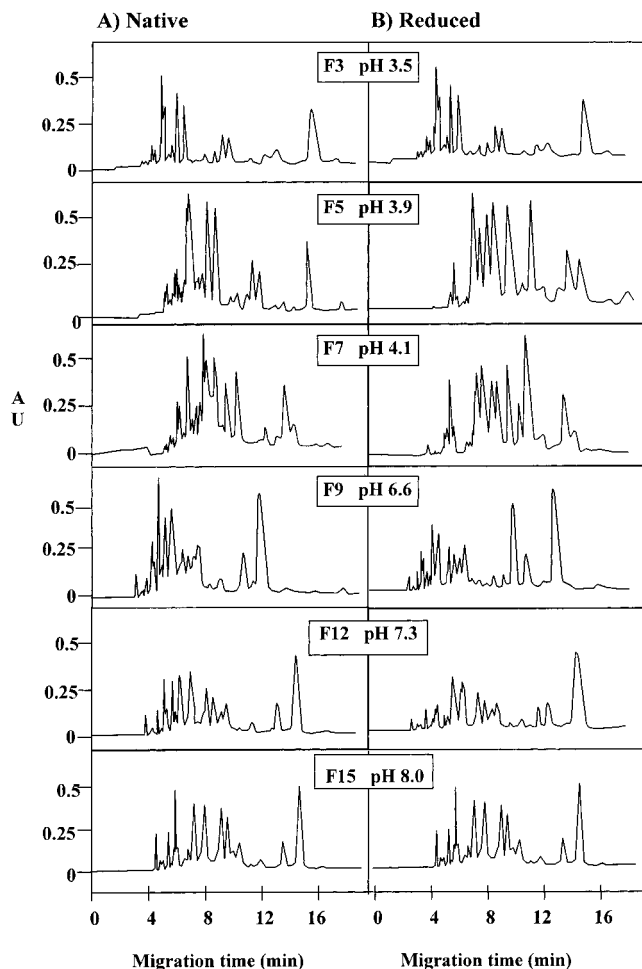 A) Native
B) Reduced
F3 pH 3.5
0.5
0.25
0
F5 pH 3.9
0.5
0.25
0
F7 pH 4.1
0.5
0.25
0
A
U
F9 pH 6.6
0.5
0.25
0
F12 pH 7.3
0.5
0.25
0
F15 pH 8.0
0.5
0.25
0
0 4 8 12 16 0 4 8 12 16
Migration time (min) Migration time (min)